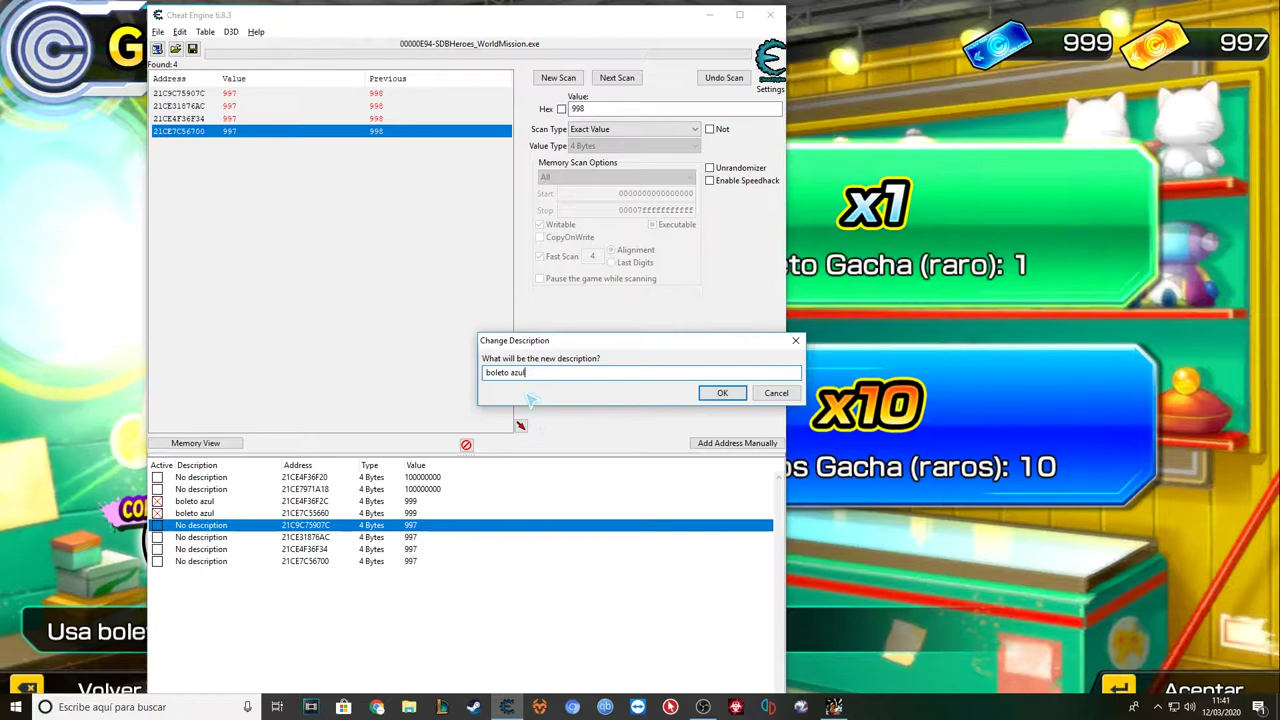 Cheat Engine 6.8.3
File Edit Table D3D Help
00000E94-SDBHeroes_WorldMission.exe
Found: 4
Address Value Previous
21C9C75907C 997 998
21CE31876AC 997 998
21CE4F36F34 997 998
21CE7C56700 997 998
New Scan Next Scan Undo Scan
Settings
Value:
Hex 998
Scan Type Exact Value Not
Value Type 4 Bytes
Memory Scan Options
All
Start 0000000000000000
Stop 00007fffffffffff
Writable Executable
CopyOnWrite
Fast Scan 4 Alignment
Last Digits
Pause the game while scanning
Unrandomizer
Enable Speedhack
Change Description
What will be the new description?
boleto azul
OK Cancel
Memory View Add Address Manually
Active Description Address Type Value
No description 21CE4F36F20 4 Bytes 100000000
No description 21CE7971A18 4 Bytes 100000000
boleto azul 21CE4F36F2C 4 Bytes 999
boleto azul 21CE7C55660 4 Bytes 999
No description 21C9C75907C 4 Bytes 997
No description 21CE31876AC 4 Bytes 997
No description 21CE4F36F34 4 Bytes 997
No description 21CE7C56700 4 Bytes 997
G
999 997
x1
to Gacha (raro): 1
x10
os Gacha (raros): 10
Usa bole
Volver
Aceptar
Escribe aquí para buscar
11:41
12/03/2020